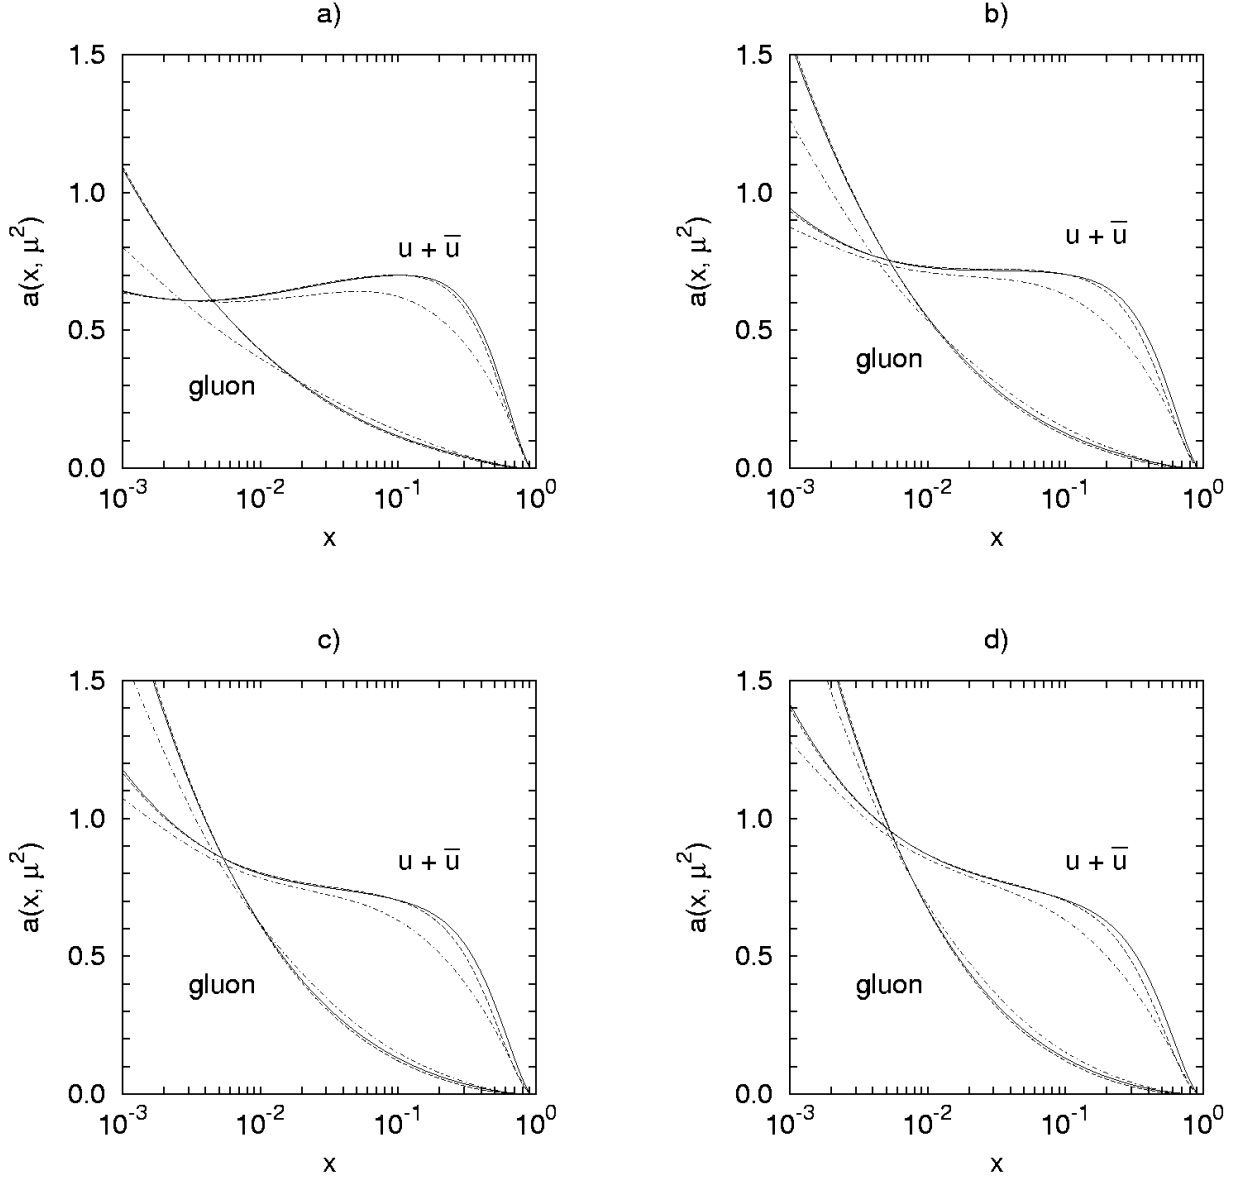 a)
1.5
1.0
0.5
0.0
a(x, μ²)
u + ū
gluon
10⁻³ 10⁻² 10⁻¹ 10⁰
x
b)
1.5
1.0
0.5
0.0
a(x, μ²)
u + ū
gluon
10⁻³ 10⁻² 10⁻¹ 10⁰
x
c)
1.5
1.0
0.5
0.0
a(x, μ²)
u + ū
gluon
10⁻³ 10⁻² 10⁻¹ 10⁰
x
d)
1.5
1.0
0.5
0.0
a(x, μ²)
u + ū
gluon
10⁻³ 10⁻² 10⁻¹ 10⁰
x